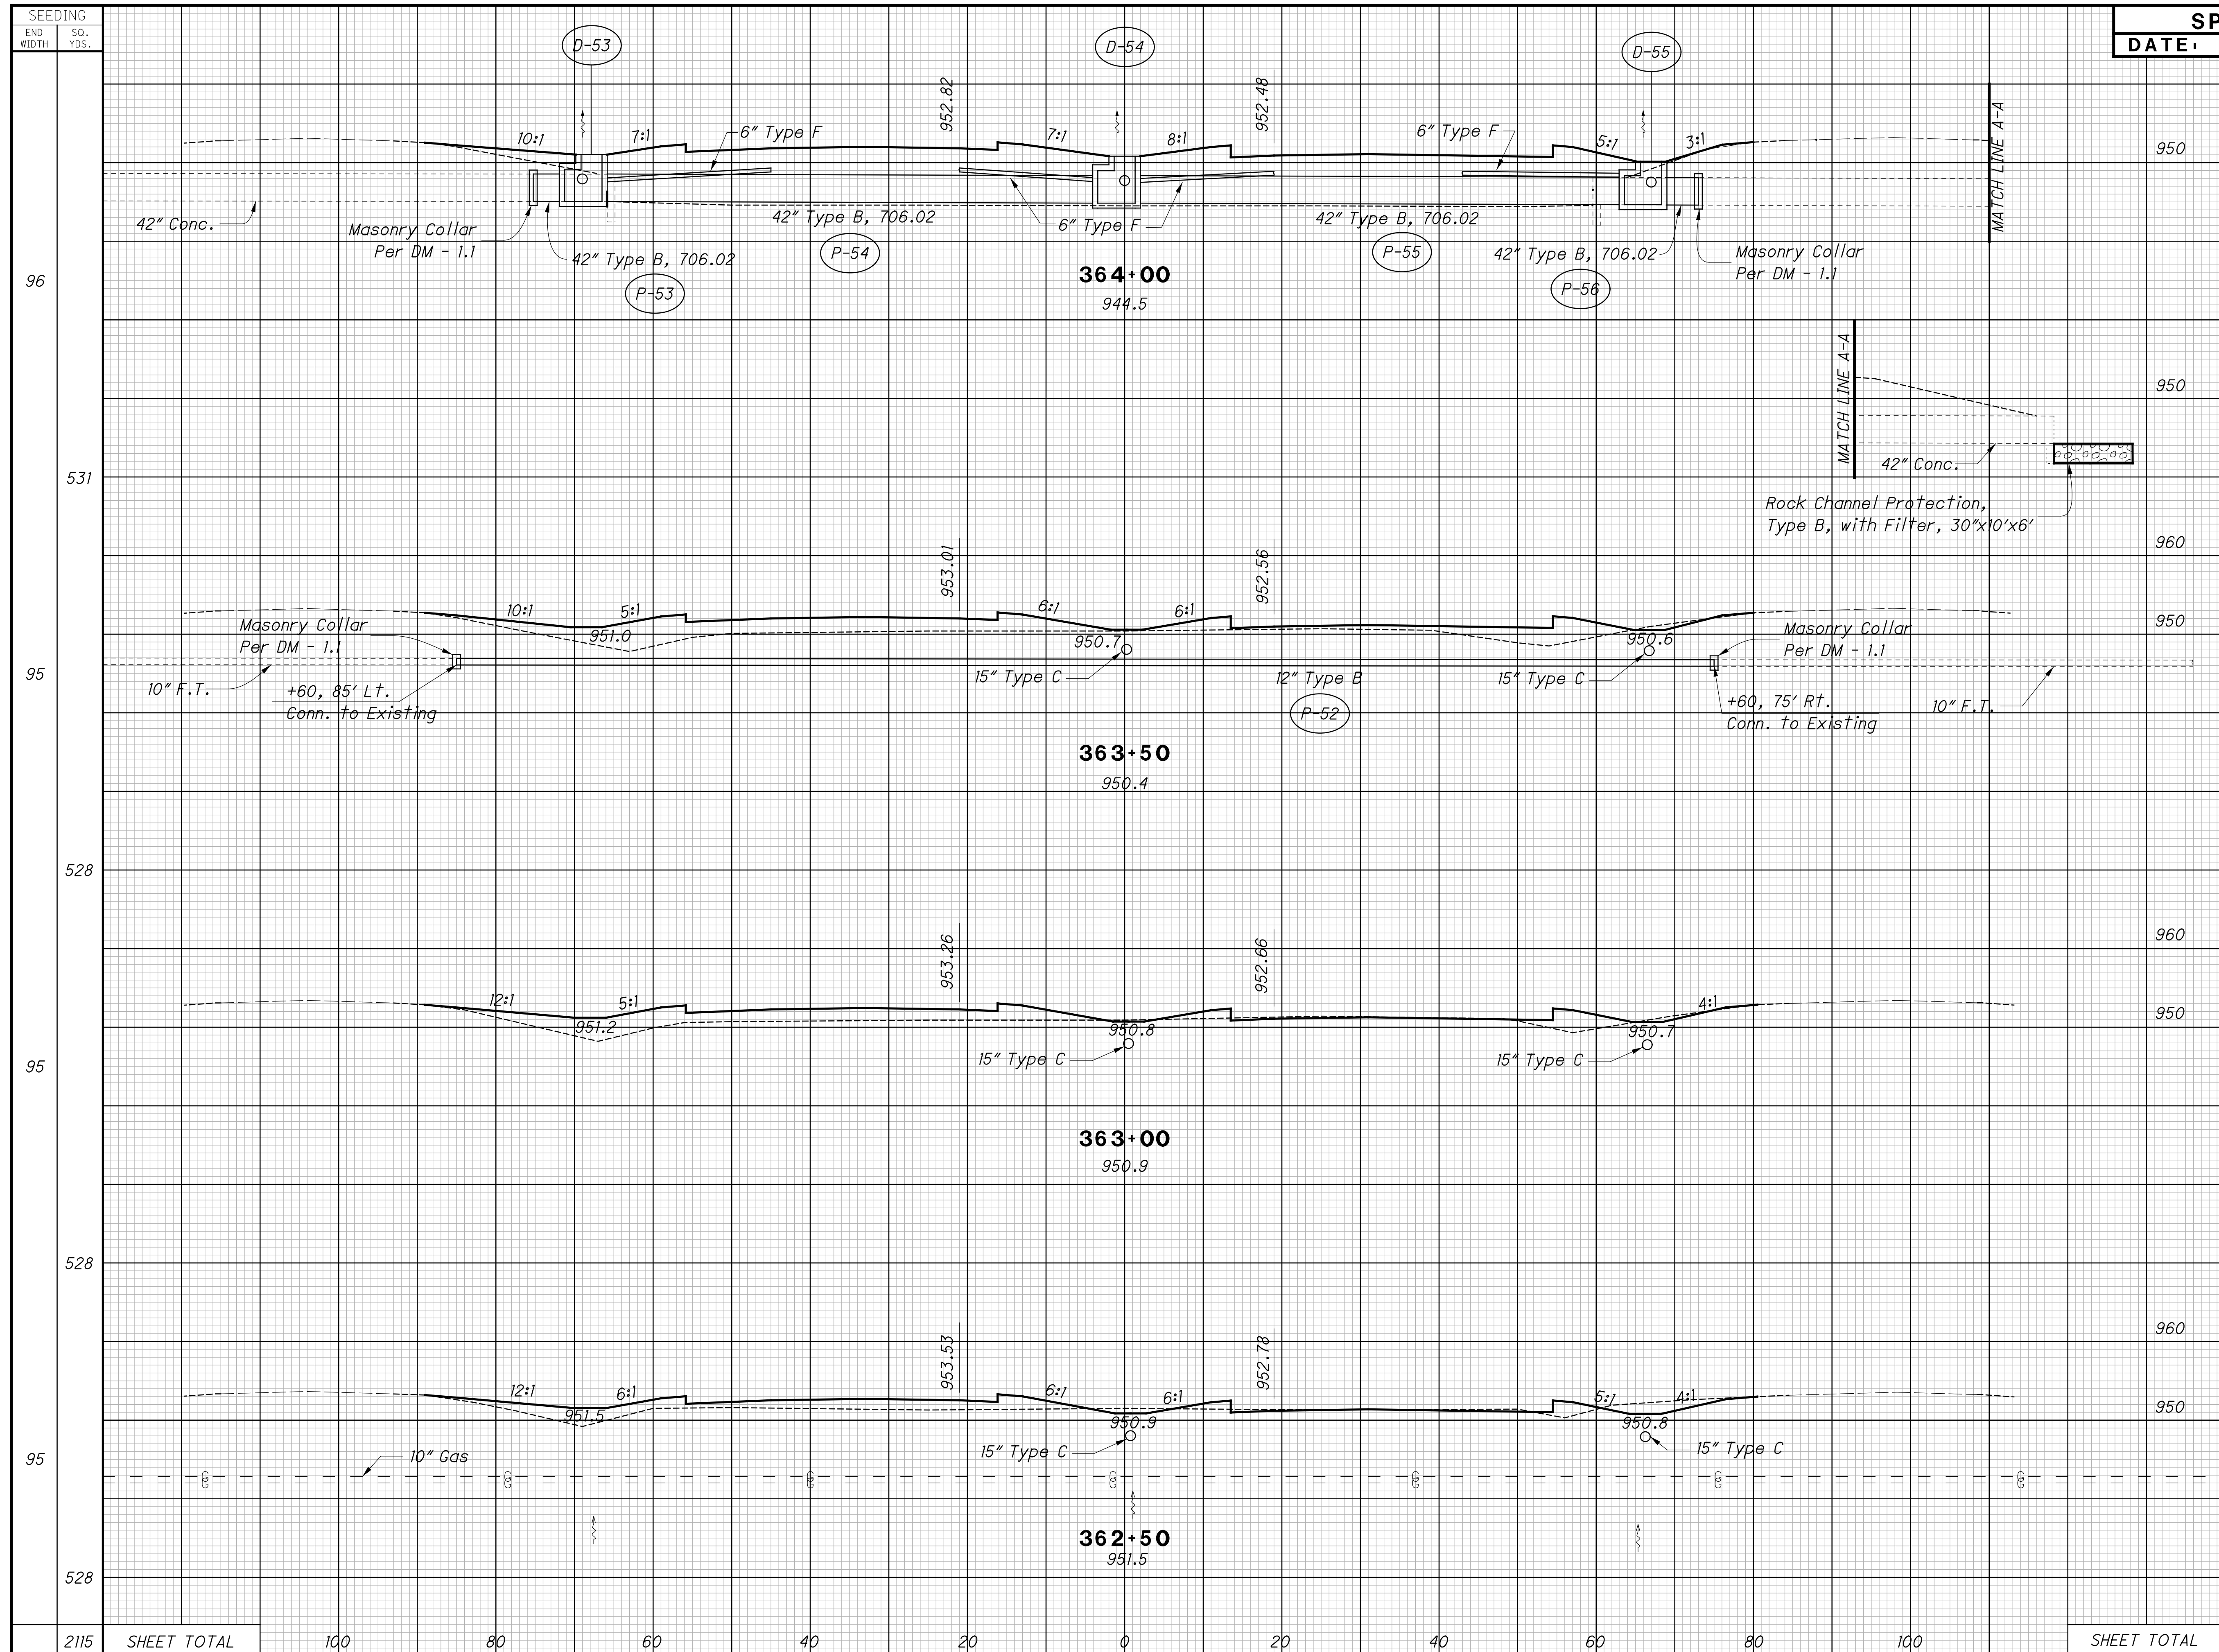 SEEDING
END WIDTH
SQ. YDS.
SP
DATE:
D-53
D-54
D-55
952.82
952.48
MATCH LINE A-A
10:1
7:1
6" Type F
7:1
8:1
6" Type F
5:1
3:1
950
42" Conc.
Masonry Collar
Per DM - 1.1
42" Type B, 706.02
P-53
42" Type B, 706.02
P-54
6" Type F
42" Type B, 706.02
P-55
42" Type B, 706.02
P-56
Masonry Collar
Per DM - 1.1
96
364+00
944.5
MATCH LINE A-A
950
42" Conc.
531
Rock Channel Protection,
Type B, with Filter, 30"x10'x6'
960
953.01
952.56
10:1
5:1
6:1
6:1
950
Masonry Collar
Per DM - 1.1
951.0
950.7
950.6
Masonry Collar
Per DM - 1.1
10" F.T.
+60, 85' Lt.
Conn. to Existing
15" Type C
12" Type B
P-52
15" Type C
+60, 75' Rt.
Conn. to Existing
10" F.T.
95
363+50
950.4
528
960
953.26
952.66
12:1
5:1
4:1
950
951.2
950.8
950.7
15" Type C
15" Type C
95
363+00
950.9
528
960
953.53
952.78
12:1
6:1
6:1
6:1
5:1
4:1
950
951.5
950.9
950.8
10" Gas
15" Type C
15" Type C
95
G G G G G G G
362+50
951.5
528
2115
SHEET TOTAL
100 80 60 40 20 0 20 40 60 80 100
SHEET TOTAL